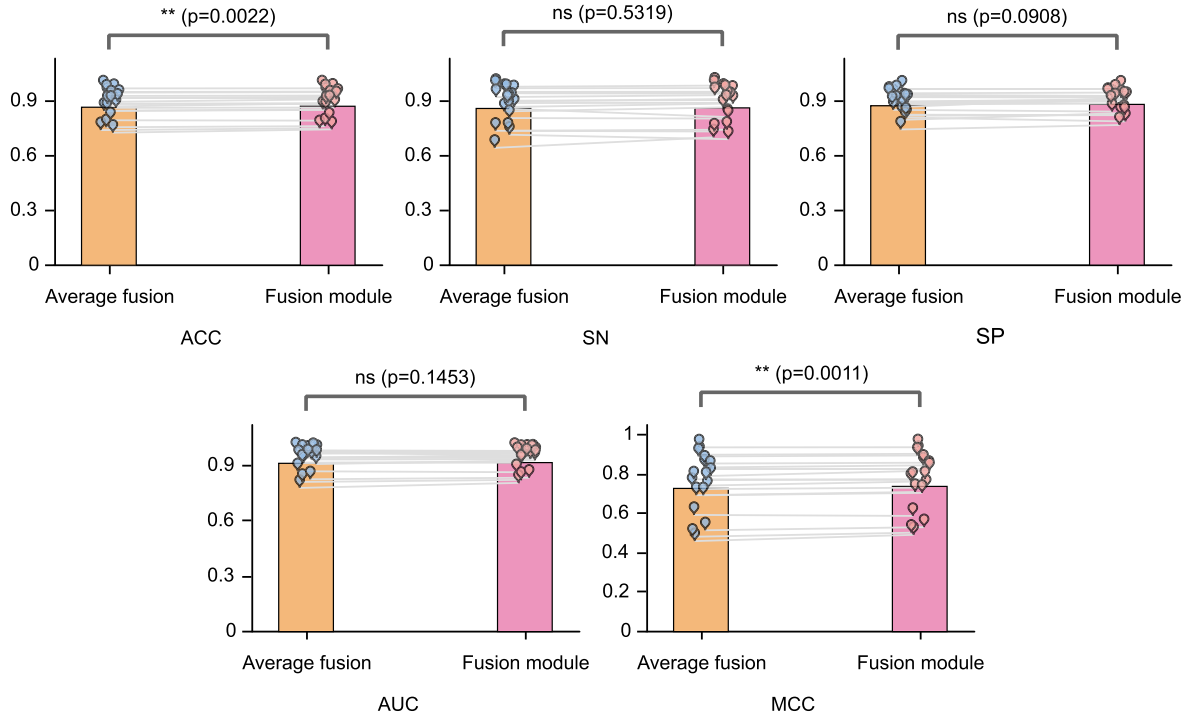 ** (p=0.0022)
ns (p=0.5319)
ns (p=0.0908)
0.9
0.6
0.3
0
Average fusion
Fusion module
ACC
0.9
0.6
0.3
0
Average fusion
Fusion module
SN
0.9
0.6
0.3
0
Average fusion
Fusion module
SP
ns (p=0.1453)
** (p=0.0011)
0.9
0.6
0.3
0
Average fusion
Fusion module
AUC
1
0.8
0.6
0.4
0.2
0
Average fusion
Fusion module
MCC